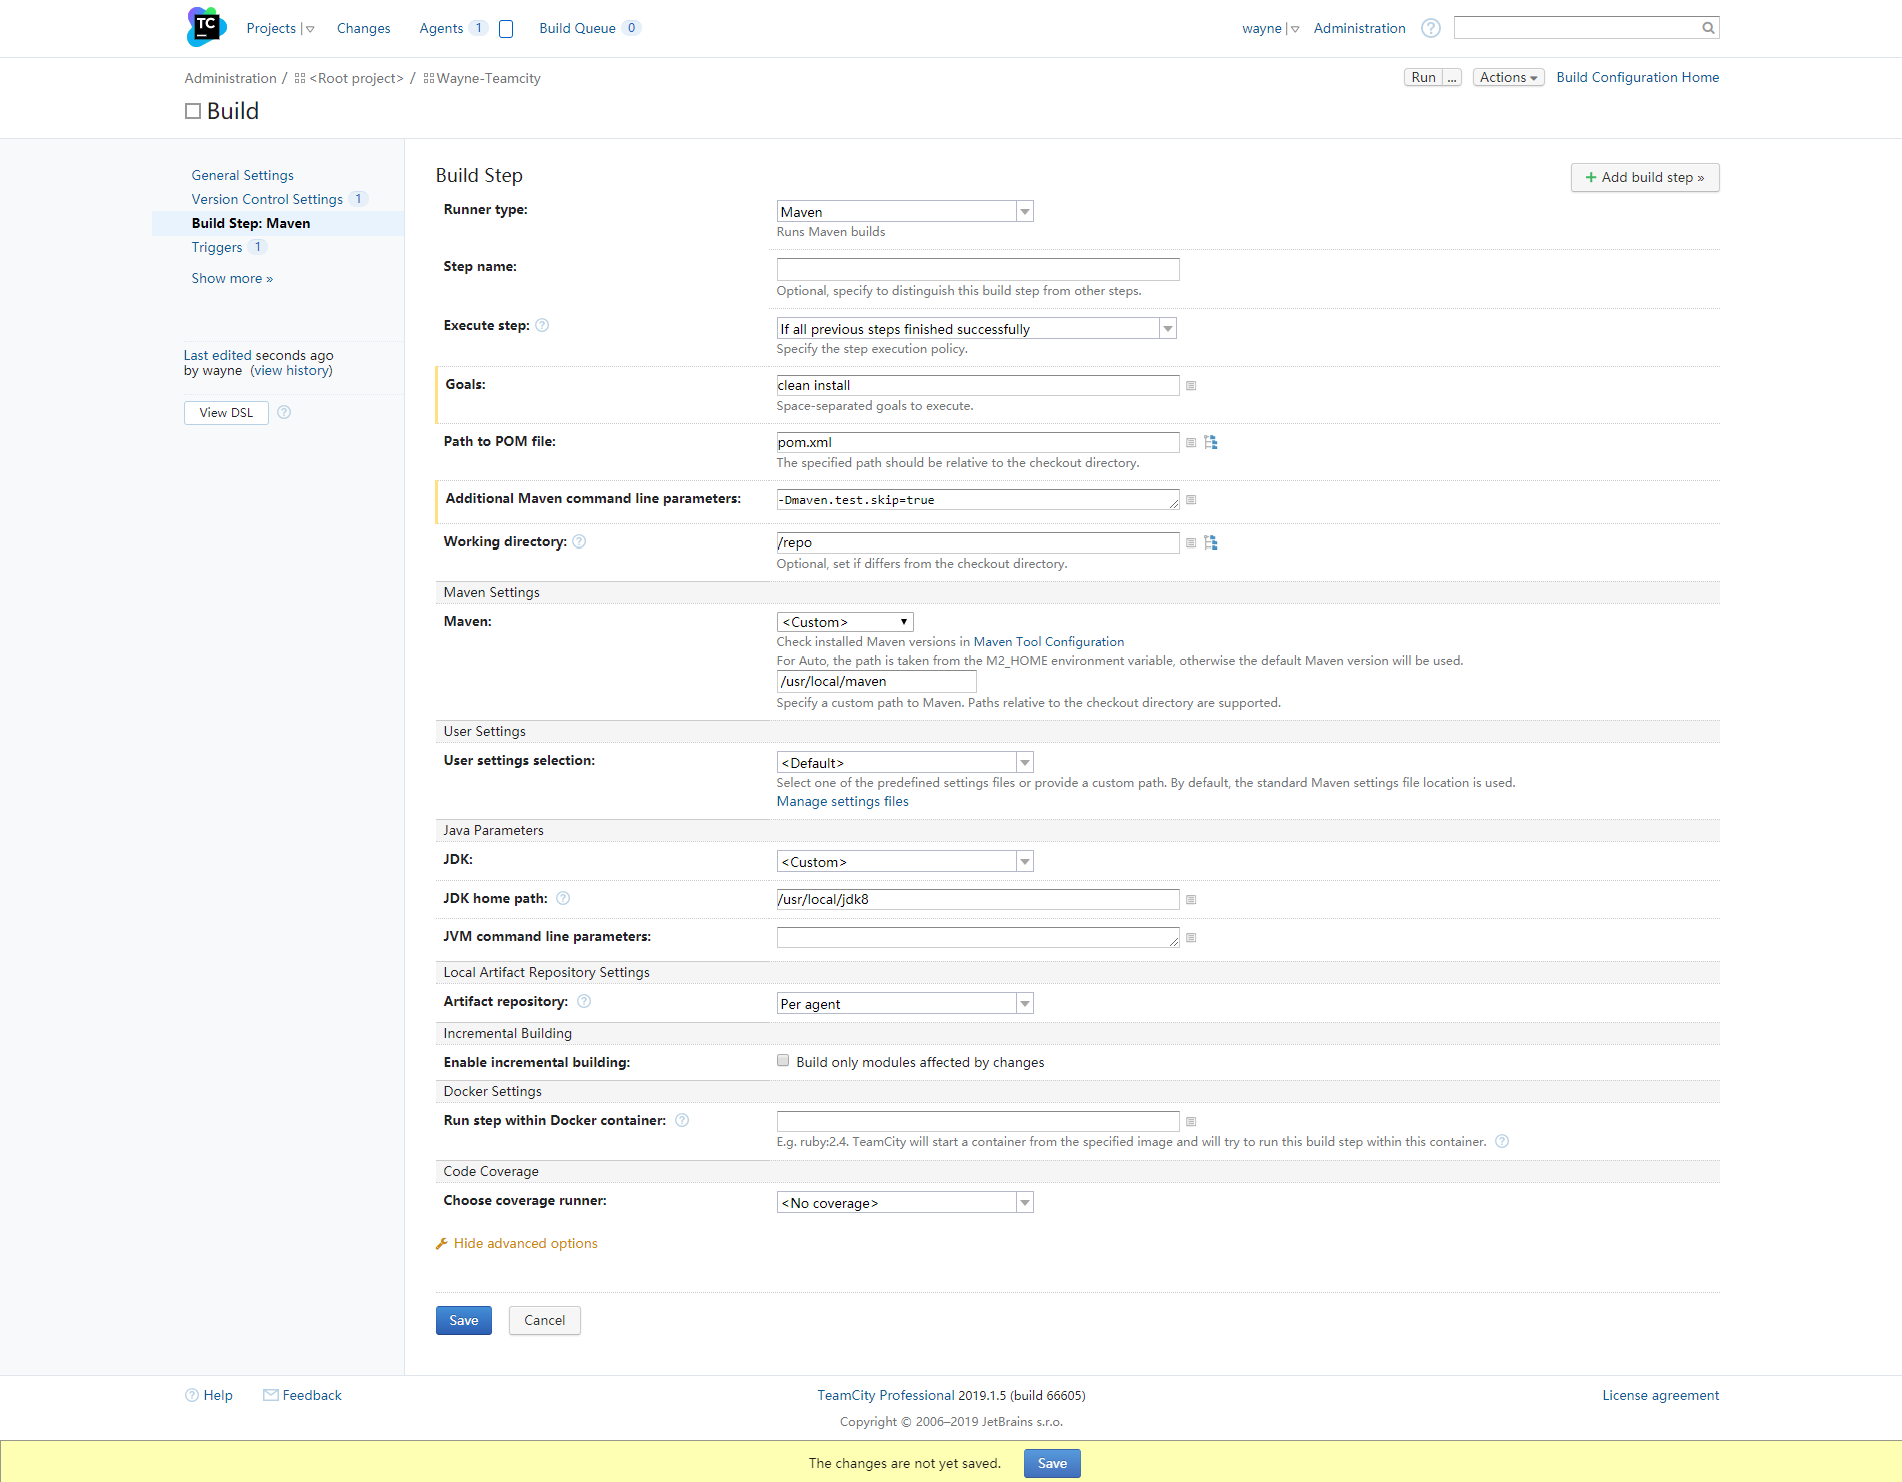 TC
Projects
Changes
Agents 1
Build Queue 0
wayne
Administration
Administration / <Root project> / Wayne-Teamcity
Run ...
Actions
Build Configuration Home
Build
General Settings
Version Control Settings 1
Build Step: Maven
Triggers 1
Show more »
Last edited seconds ago
by wayne (view history)
View DSL
Build Step
+ Add build step »
Runner type:
Maven
Runs Maven builds
Step name:
Optional, specify to distinguish this build step from other steps.
Execute step:
If all previous steps finished successfully
Specify the step execution policy.
Goals:
clean install
Space-separated goals to execute.
Path to POM file:
pom.xml
The specified path should be relative to the checkout directory.
Additional Maven command line parameters:
-Dmaven.test.skip=true
Working directory:
/repo
Optional, set if differs from the checkout directory.
Maven Settings
Maven:
<Custom>
Check installed Maven versions in Maven Tool Configuration
For Auto, the path is taken from the M2_HOME environment variable, otherwise the default Maven version will be used.
/usr/local/maven
Specify a custom path to Maven. Paths relative to the checkout directory are supported.
User Settings
User settings selection:
<Default>
Select one of the predefined settings files or provide a custom path. By default, the standard Maven settings file location is used.
Manage settings files
Java Parameters
JDK:
<Custom>
JDK home path:
/usr/local/jdk8
JVM command line parameters:
Local Artifact Repository Settings
Artifact repository:
Per agent
Incremental Building
Enable incremental building:
Build only modules affected by changes
Docker Settings
Run step within Docker container:
E.g. ruby:2.4. TeamCity will start a container from the specified image and will try to run this build step within this container.
Code Coverage
Choose coverage runner:
<No coverage>
Hide advanced options
Save
Cancel
Help
Feedback
TeamCity Professional 2019.1.5 (build 66605)
License agreement
Copyright © 2006–2019 JetBrains s.r.o.
The changes are not yet saved.
Save